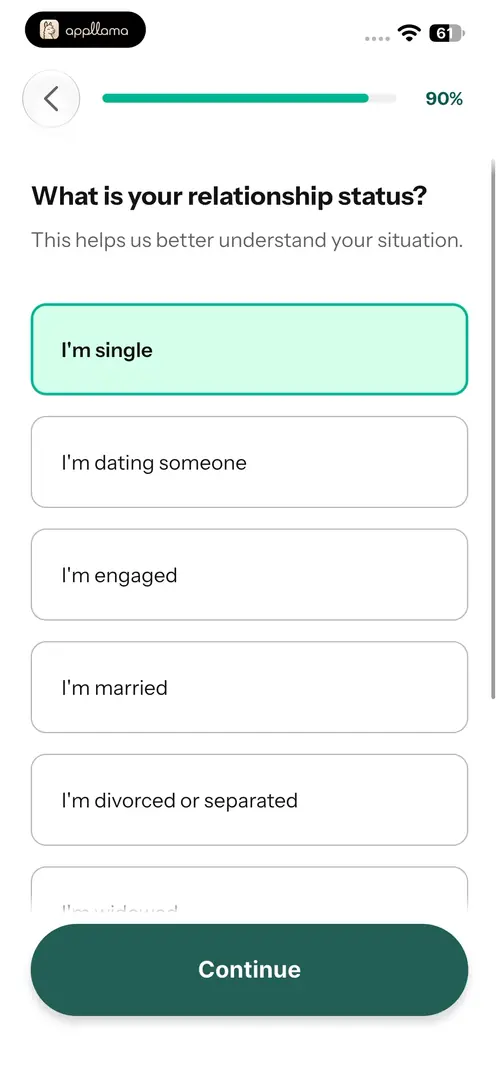 appllama
61
90%
What is your relationship status?
This helps us better understand your situation.
I'm single
I'm dating someone
I'm engaged
I'm married
I'm divorced or separated
I'm widowed
Continue